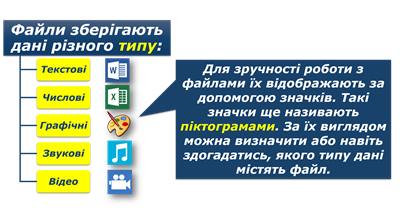 Файли зберігають
дані різного типу:
Текстові
Числові
Графічні
Звукові
Відео
Для зручності роботи з
файлами їх відображають за
допомогою значків. Такі
значки ще називають
піктограмами. За їх виглядом
можна визначити або навіть
здогадатись, якого типу дані
містять файл.